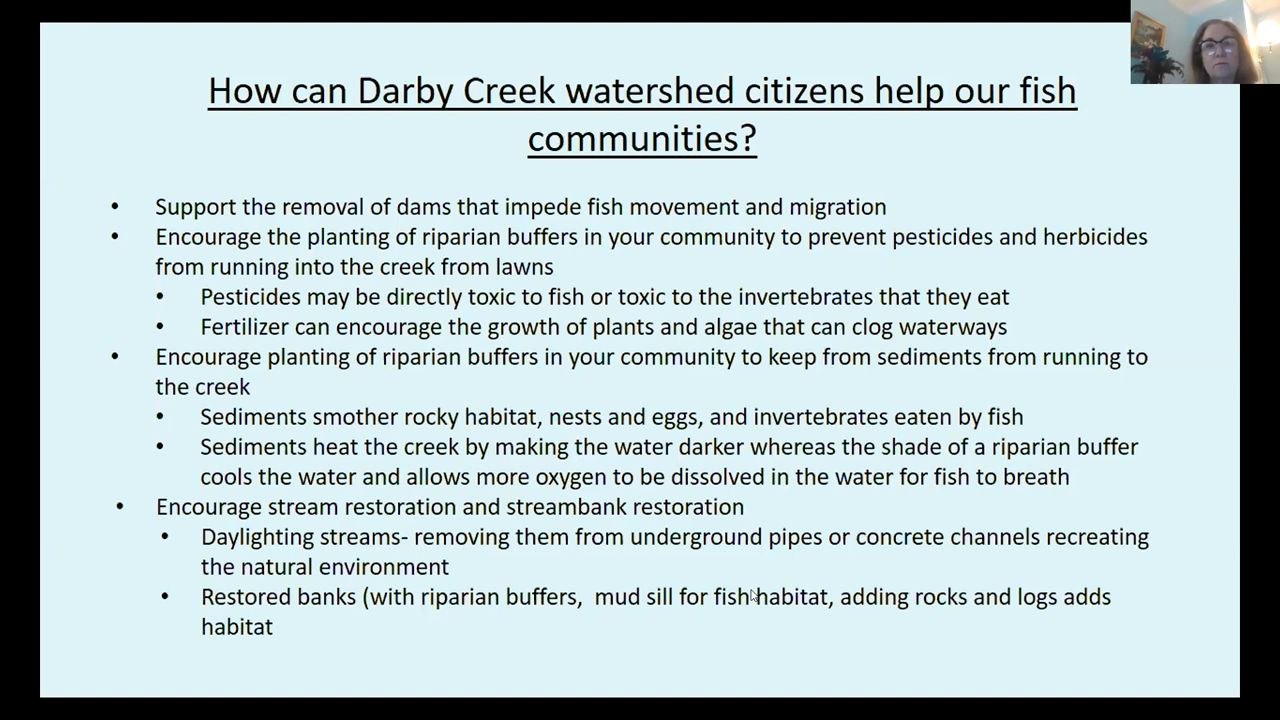 How can Darby Creek watershed citizens help our fish
communities?
• Support the removal of dams that impede fish movement and migration
• Encourage the planting of riparian buffers in your community to prevent pesticides and herbicides
from running into the creek from lawns
• Pesticides may be directly toxic to fish or toxic to the invertebrates that they eat
• Fertilizer can encourage the growth of plants and algae that can clog waterways
• Encourage planting of riparian buffers in your community to keep from sediments from running to
the creek
• Sediments smother rocky habitat, nests and eggs, and invertebrates eaten by fish
• Sediments heat the creek by making the water darker whereas the shade of a riparian buffer
cools the water and allows more oxygen to be dissolved in the water for fish to breath
• Encourage stream restoration and streambank restoration
• Daylighting streams- removing them from underground pipes or concrete channels recreating
the natural environment
• Restored banks (with riparian buffers,  mud sill for fish habitat, adding rocks and logs adds
habitat